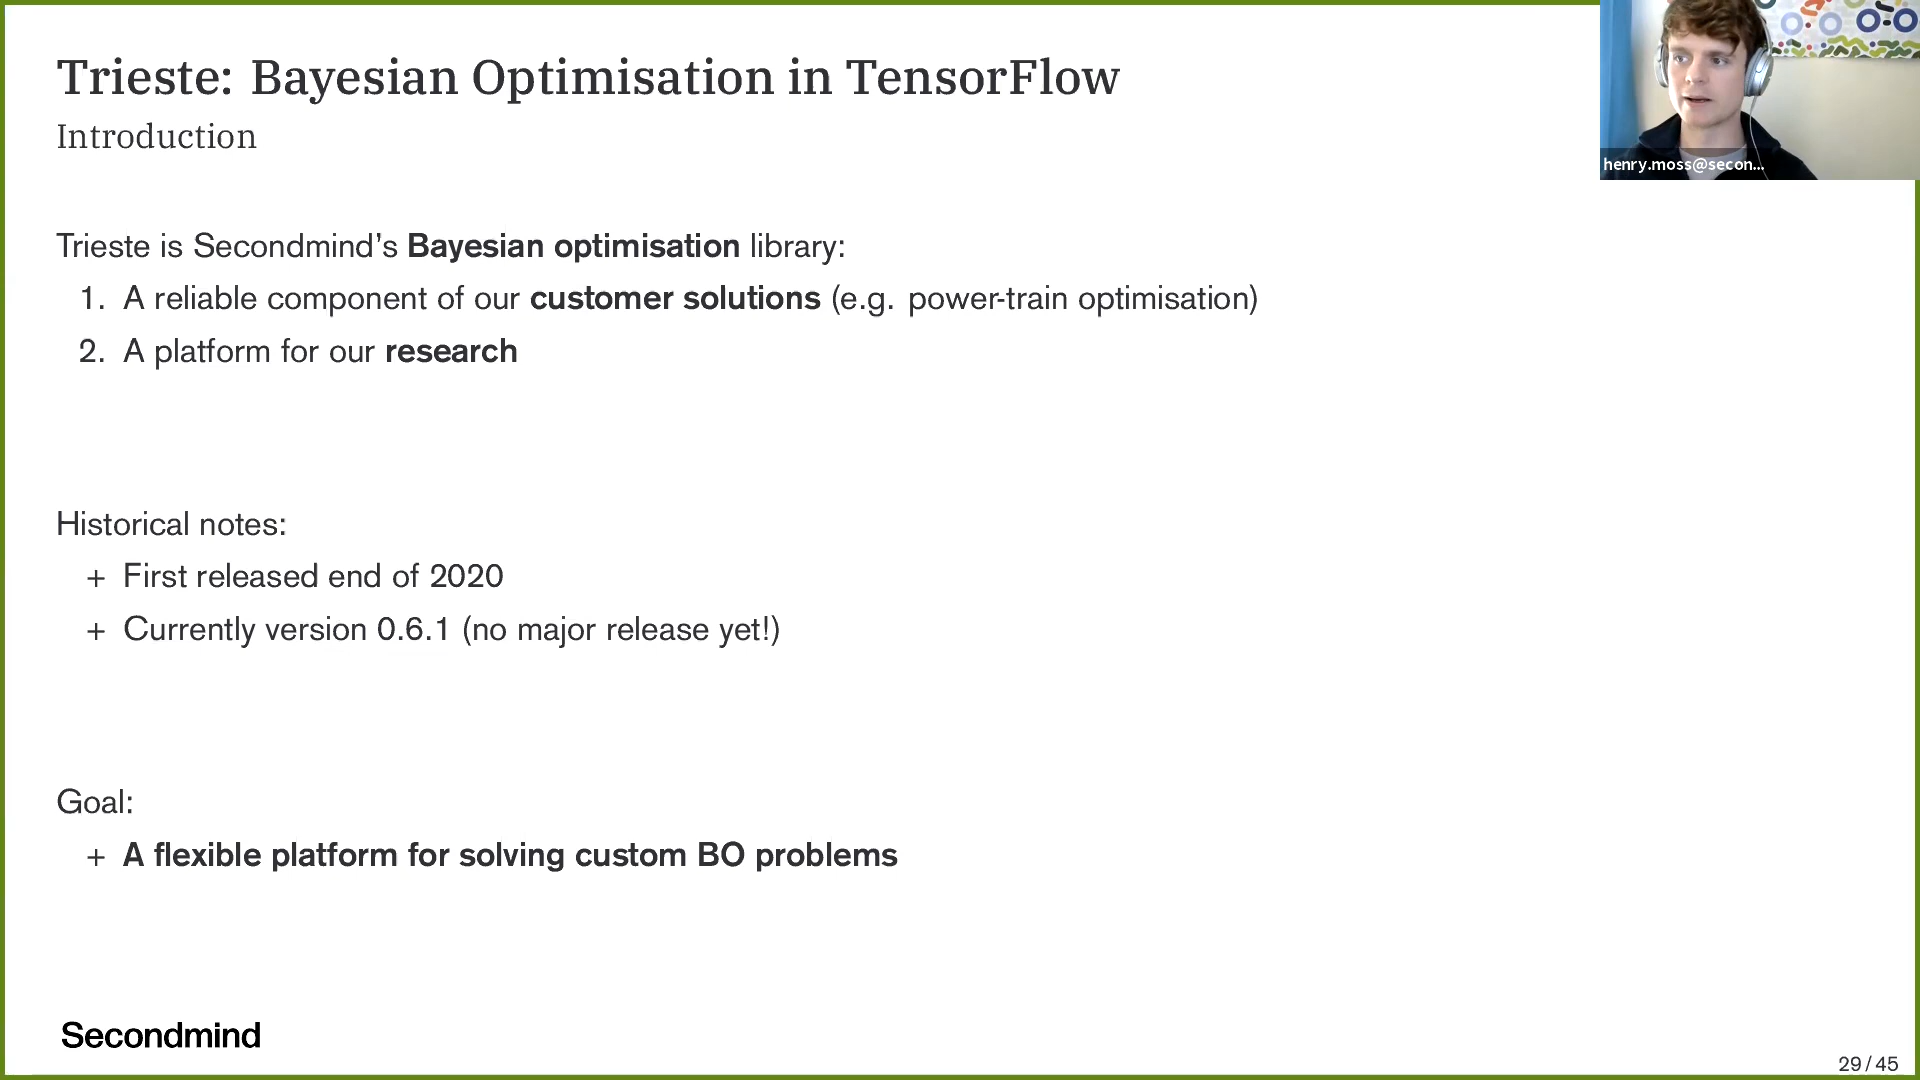 Trieste: Bayesian Optimisation in TensorFlow
Introduction
henry.moss@secon...
Trieste is Secondmind's Bayesian optimisation library:
1. A reliable component of our customer solutions (e.g. power-train optimisation)
2. A platform for our research
Historical notes:
+ First released end of 2020
+ Currently version 0.6.1 (no major release yet!)
Goal:
+ A flexible platform for solving custom BO problems
Secondmind
29 / 45